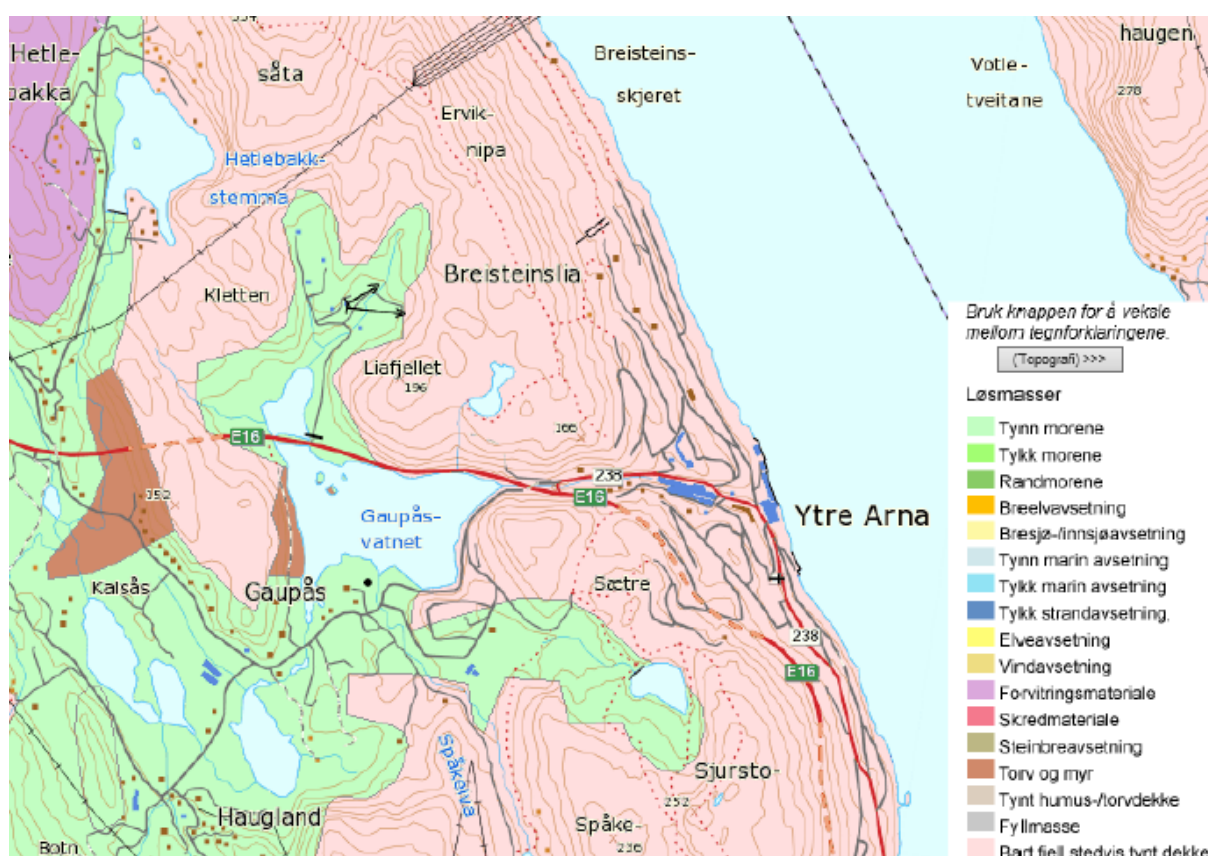 Hetle-
bakka
såta
Breisteins-
skjeret
haugen
Votle-
tveitane
278
Ervik-
nipa
Hetlebakk-
stemma
Breisteinslia
Kletten
Liafjellet
196
166
E16
238
E16
Ytre Arna
152
Gaupås-
vatnet
Kalsås
Gaupås
Sætre
238
E16
Spåkelva
Sjursto-
252
Haugland
Spåke-
236
Botn
Bruk knappen for å veksle
mellom tegnforklaringene.
(Topografi) >>>
Løsmasser
Tynn morene
Tylkk morene
Randmorene
Breelvavsetning
Bresjø-/innsjøavsetning
Tynn marin avsetning
Tykk marin avsetning
Tykk strandavsetning,
Elveavsetning
Vindavsetning
Forvitringsmateriale
Skredmateriale
Steinbreavsetning
Torv og myr
Tynt humus-/torvdekke
Fyllmasse
Bart fjell stedvis tynt dekke